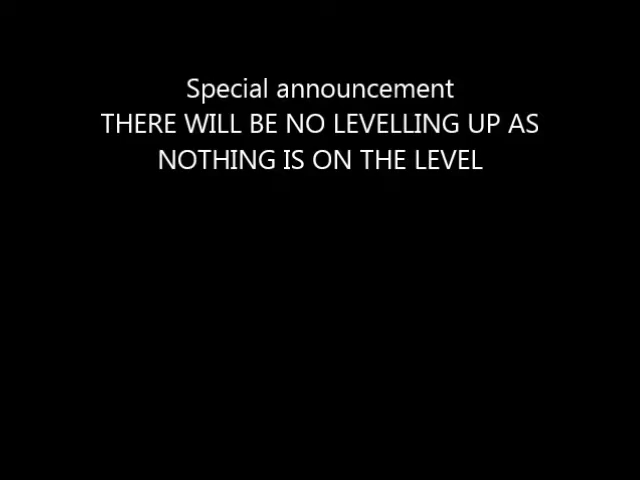 Special announcement
THERE WILL BE NO LEVELLING UP AS
NOTHING IS ON THE LEVEL